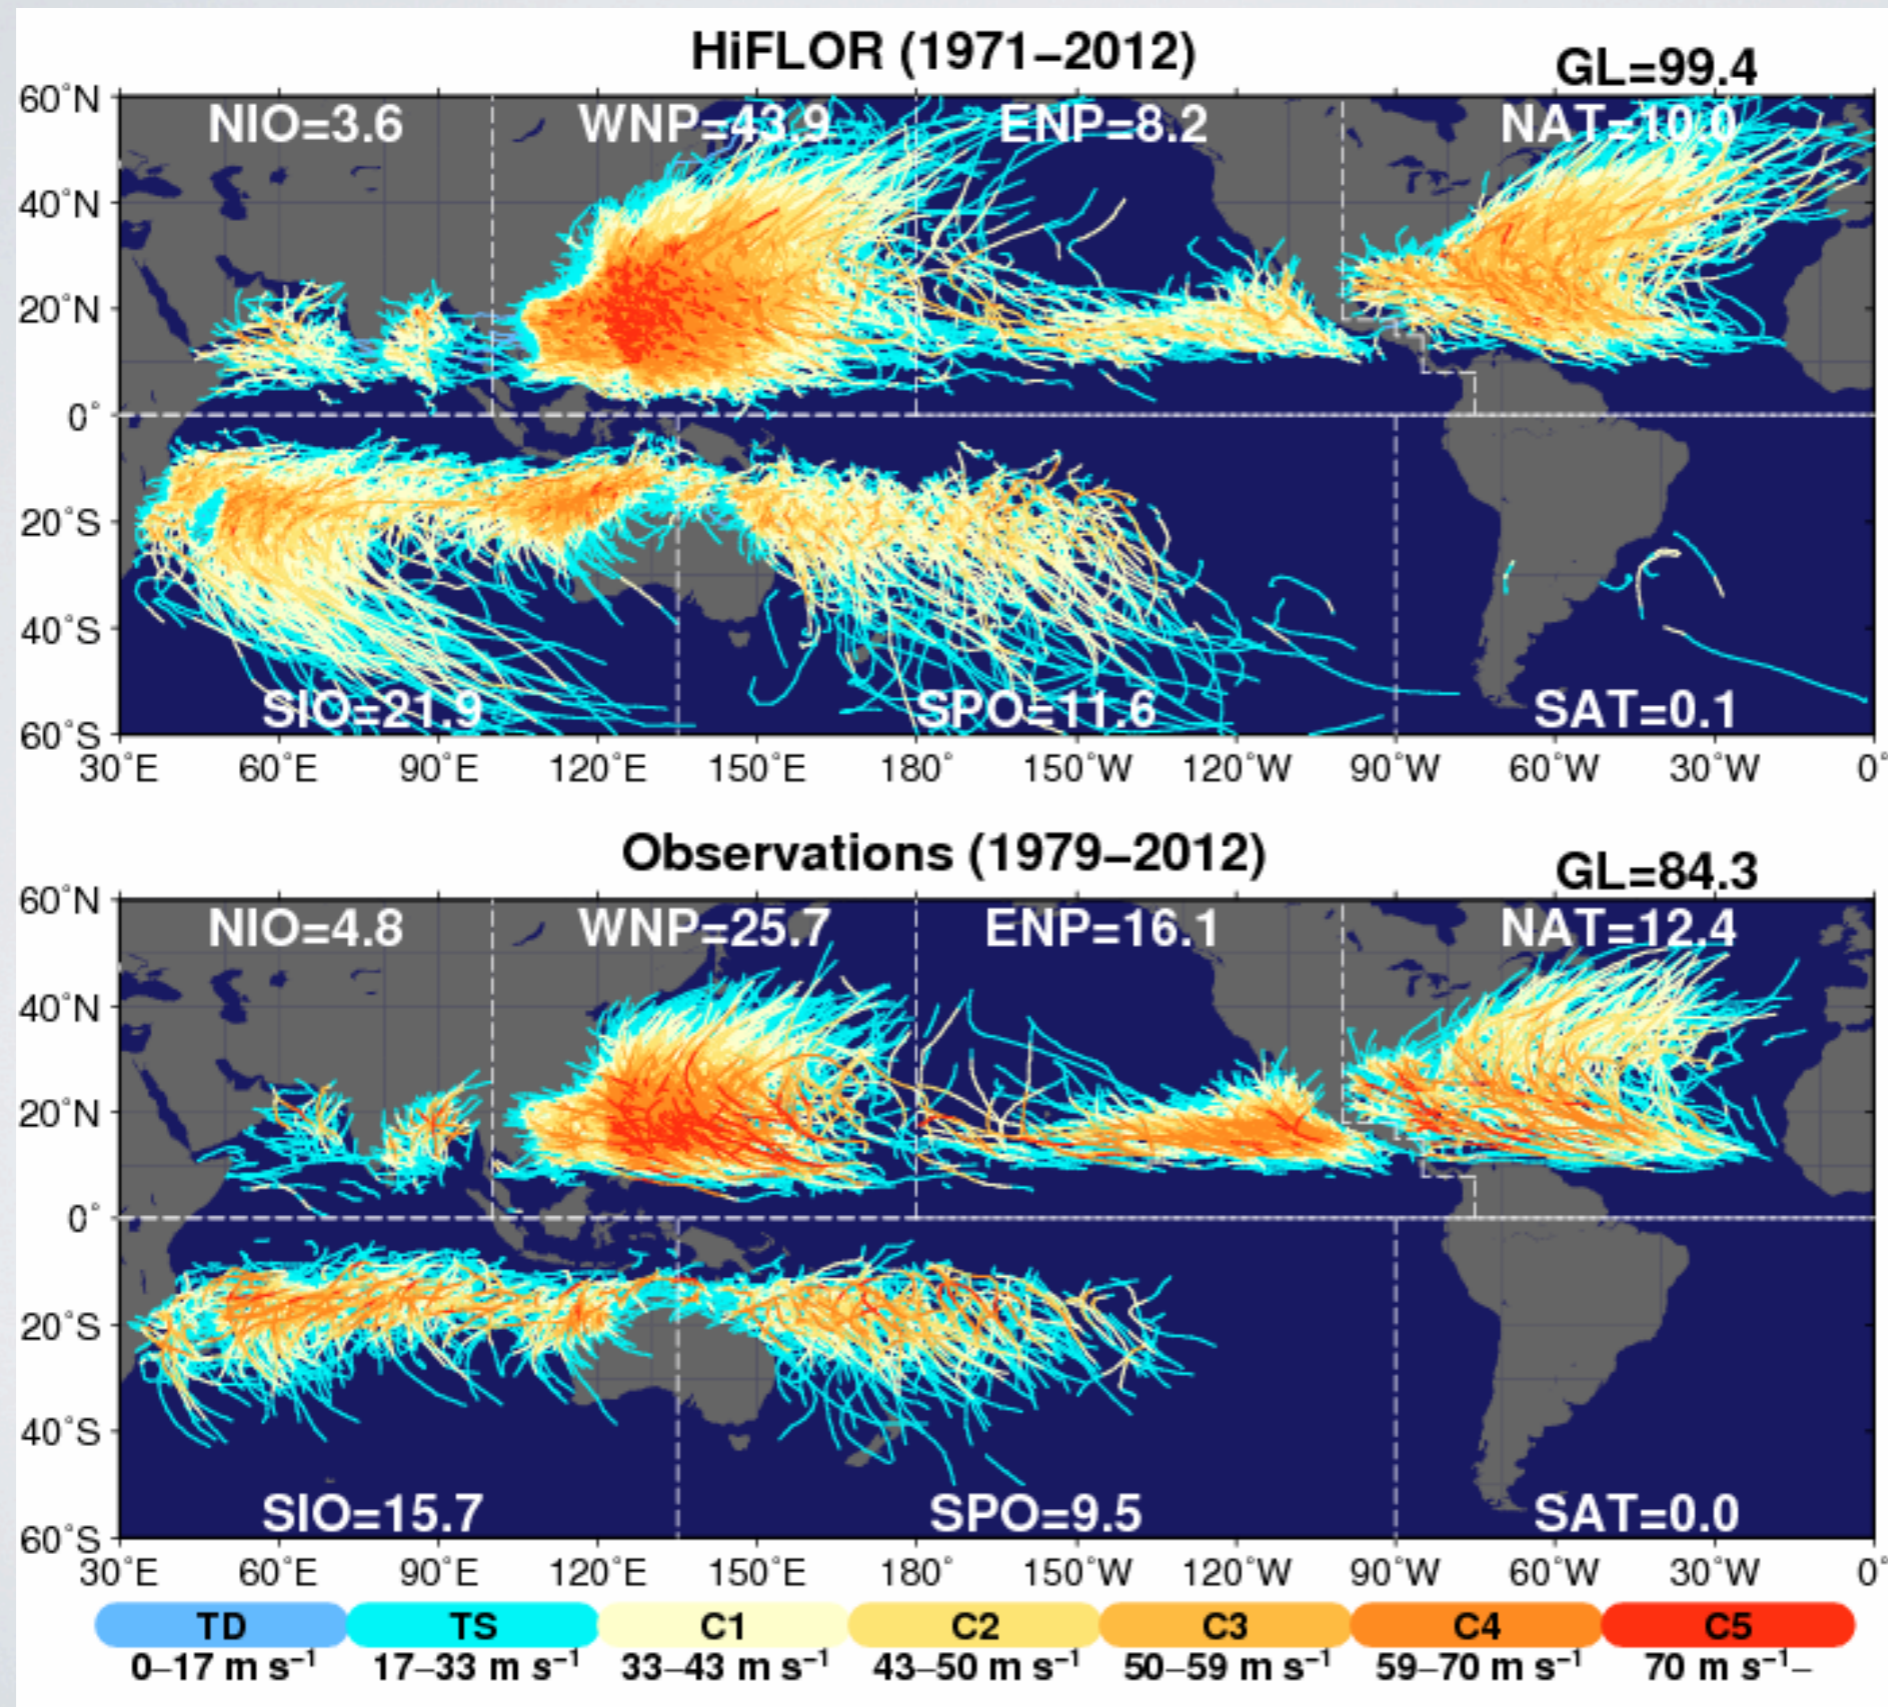 HiFLOR (1971–2012)
GL=99.4
60°N
NIO=3.6 WNP=43.9 ENP=8.2 NAT=10.0
40°N
20°N
0°
20°S
40°S
SIO=21.9 SPO=11.6 SAT=0.1
60°S
30°E 60°E 90°E 120°E 150°E 180° 150°W 120°W 90°W 60°W 30°W 0°
Observations (1979–2012)
GL=84.3
60°N
NIO=4.8 WNP=25.7 ENP=16.1 NAT=12.4
40°N
20°N
0°
20°S
40°S
SIO=15.7 SPO=9.5 SAT=0.0
60°S
30°E 60°E 90°E 120°E 150°E 180° 150°W 120°W 90°W 60°W 30°W 0°
TD TS C1 C2 C3 C4 C5
0–17 m s⁻¹ 17–33 m s⁻¹ 33–43 m s⁻¹ 43–50 m s⁻¹ 50–59 m s⁻¹ 59–70 m s⁻¹ 70 m s⁻¹–